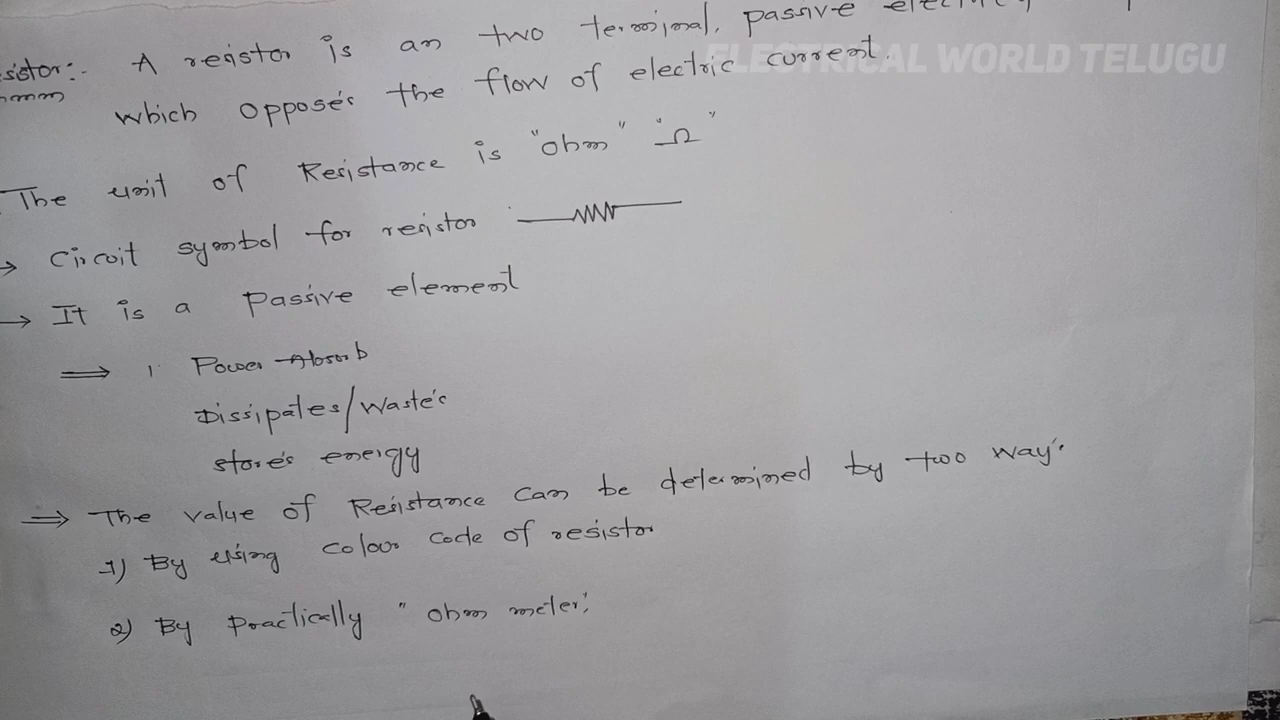 sistor:- A resistor is an two terminal, passive
ELECTRICAL WORLD TELUGU
which oppose's the flow of electric current.
The unit of Resistance is "ohm" "Ω"
→ Circuit symbol for resistor
→ It is a passive element
⟹ 1. Power Absorb
Dissipates/Waste's
store's energy
⟹ The value of Resistance can be determined by two way's
1) By using colour code of resistor
2) By practically "ohm meter"